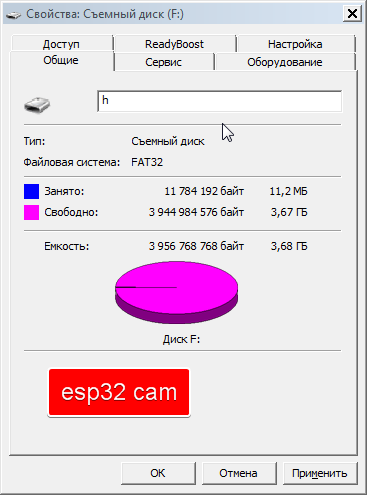 Свойства: Съемный диск (F:)
Доступ ReadyBoost Настройка
Общие Сервис Оборудование
h
Тип: Съемный диск
Файловая система: FAT32
Занято: 11 784 192 байт 11,2 МБ
Свободно: 3 944 984 576 байт 3,67 ГБ
Емкость: 3 956 768 768 байт 3,68 ГБ
Диск F:
esp32 cam
ОК Отмена Применить